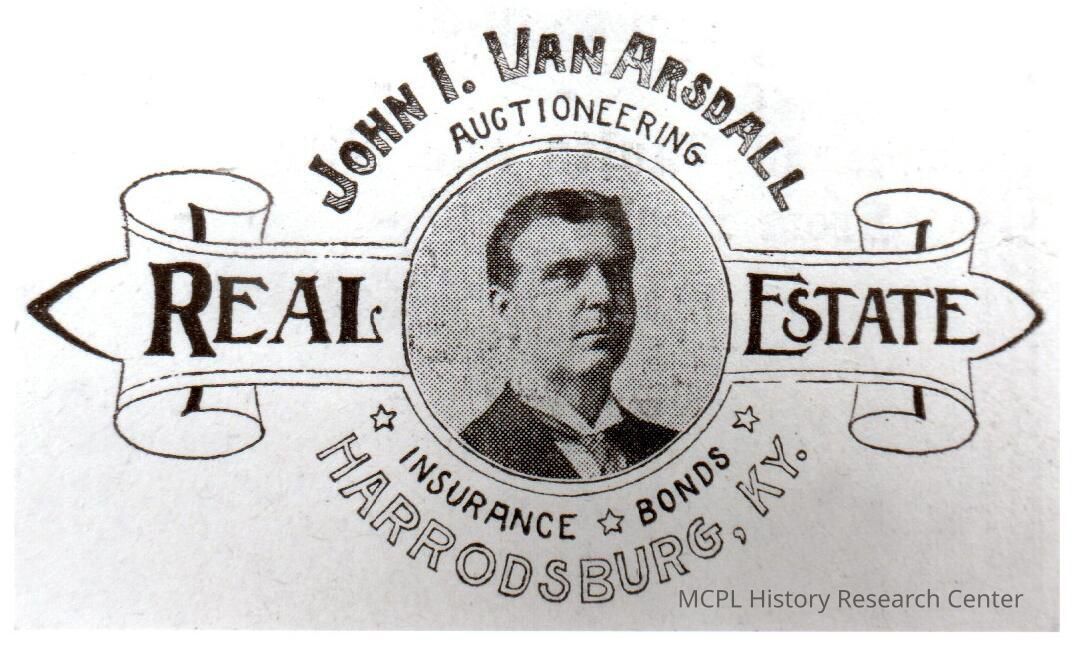 JOHN I. VAN ARSDALL
AUCTIONEERING
REAL ESTATE
INSURANCE ☆ BONDS
HARRODSBURG, KY.
MCPL History Research Center